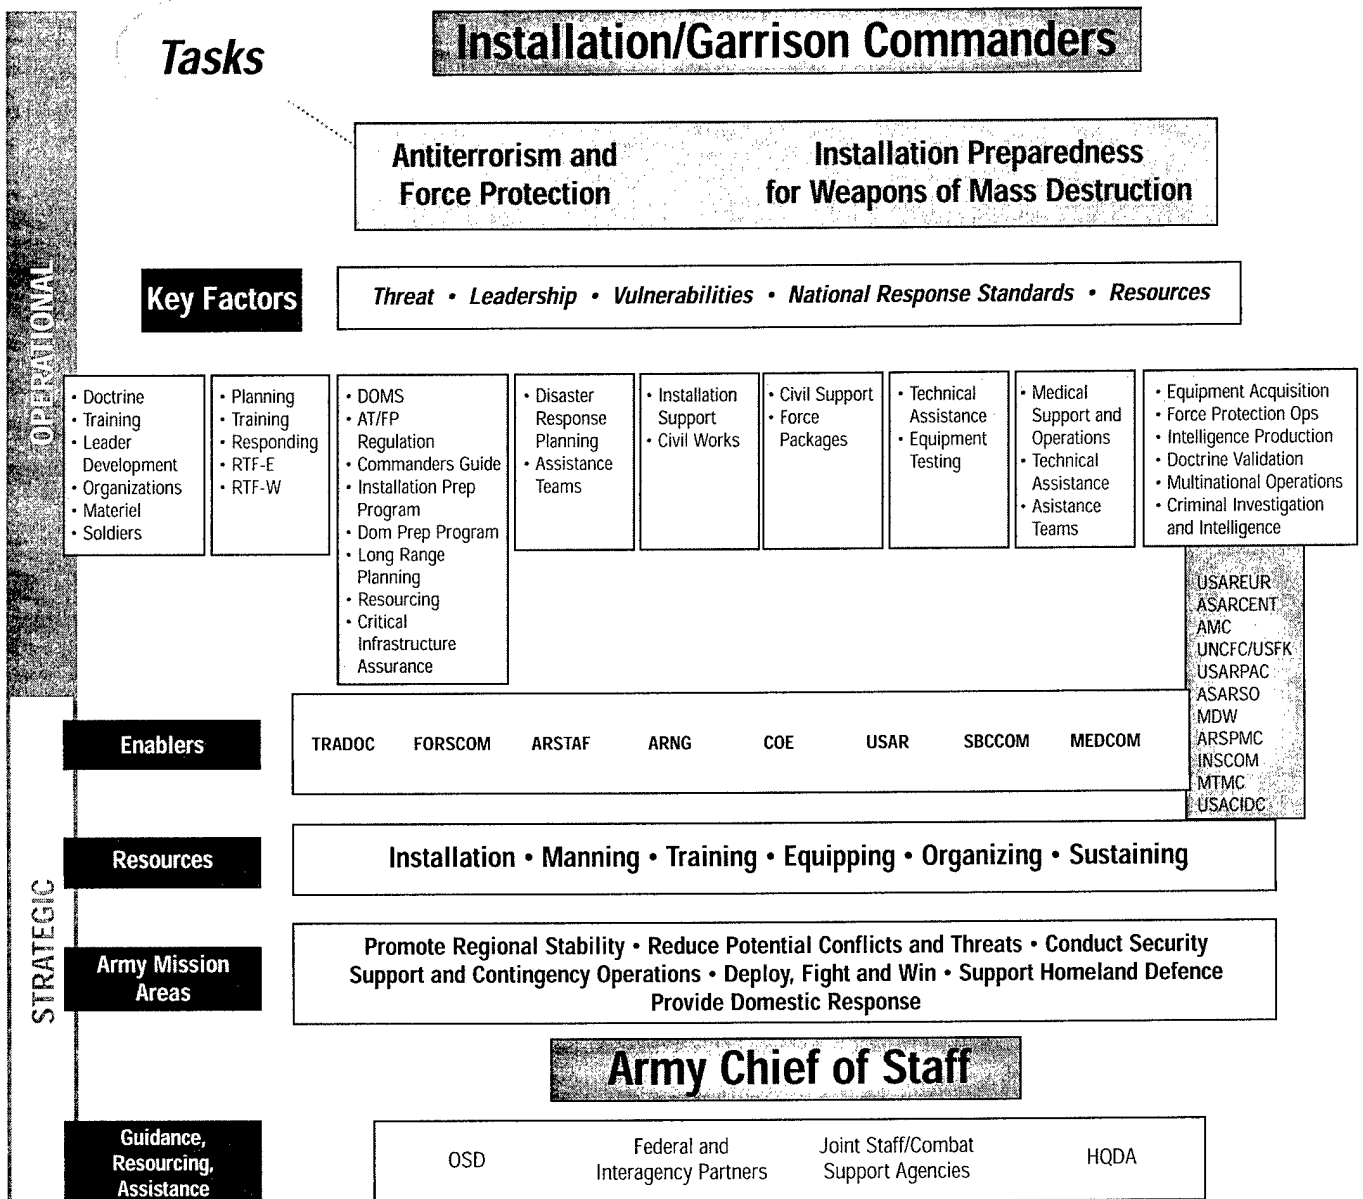 Tasks
Installation/Garrison Commanders
Antiterrorism and
Force Protection
Installation Preparedness
for Weapons of Mass Destruction
OPERATIONAL
Key Factors
Threat • Leadership • Vulnerabilities • National Response Standards • Resources
• Doctrine
• Training
• Leader
Development
• Organizations
• Materiel
• Soldiers
• Planning
• Training
• Responding
• RTF-E
• RTF-W
• DOMS
• AT/FP
Regulation
• Commanders Guide
• Installation Prep
Program
• Dom Prep Program
• Long Range
Planning
• Resourcing
• Critical
Infrastructure
Assurance
• Disaster
Response
Planning
• Assistance
Teams
• Installation
Support
• Civil Works
• Civil Support
• Force
Packages
• Technical
Assistance
• Equipment
Testing
• Medical
Support and
Operations
• Technical
Assistance
• Asistance
Teams
• Equipment Acquisition
• Force Protection Ops
• Intelligence Production
• Doctrine Validation
• Multinational Operations
• Criminal Investigation
and Intelligence
USAREUR
ASARCENT
AMC
UNCFC/USFK
USARPAC
ASARSO
MDW
ARSPMC
INSCOM
MTMC
USACIDC
STRATEGIC
Enablers
TRADOC FORSCOM ARSTAF ARNG COE USAR SBCCOM MEDCOM
Resources
Installation • Manning • Training • Equipping • Organizing • Sustaining
Army Mission
Areas
Promote Regional Stability • Reduce Potential Conflicts and Threats • Conduct Security
Support and Contingency Operations • Deploy, Fight and Win • Support Homeland Defence
Provide Domestic Response
Army Chief of Staff
Guidance,
Resourcing,
Assistance
OSD
Federal and
Interagency Partners
Joint Staff/Combat
Support Agencies
HQDA